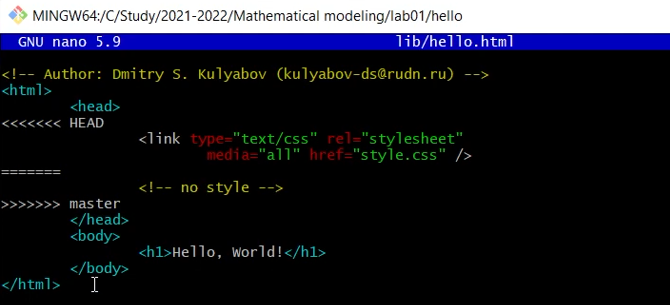 MINGW64:/C/Study/2021-2022/Mathematical modeling/lab01/hello
GNU nano 5.9 lib/hello.html
<!-- Author: Dmitry S. Kulyabov (kulyabov-ds@rudn.ru) -->
<html>
<head>
<<<<<<< HEAD
<link type="text/css" rel="stylesheet"
media="all" href="style.css" />
=======
<!-- no style -->
>>>>>>> master
</head>
<body>
<h1>Hello, World!</h1>
</body>
</html>